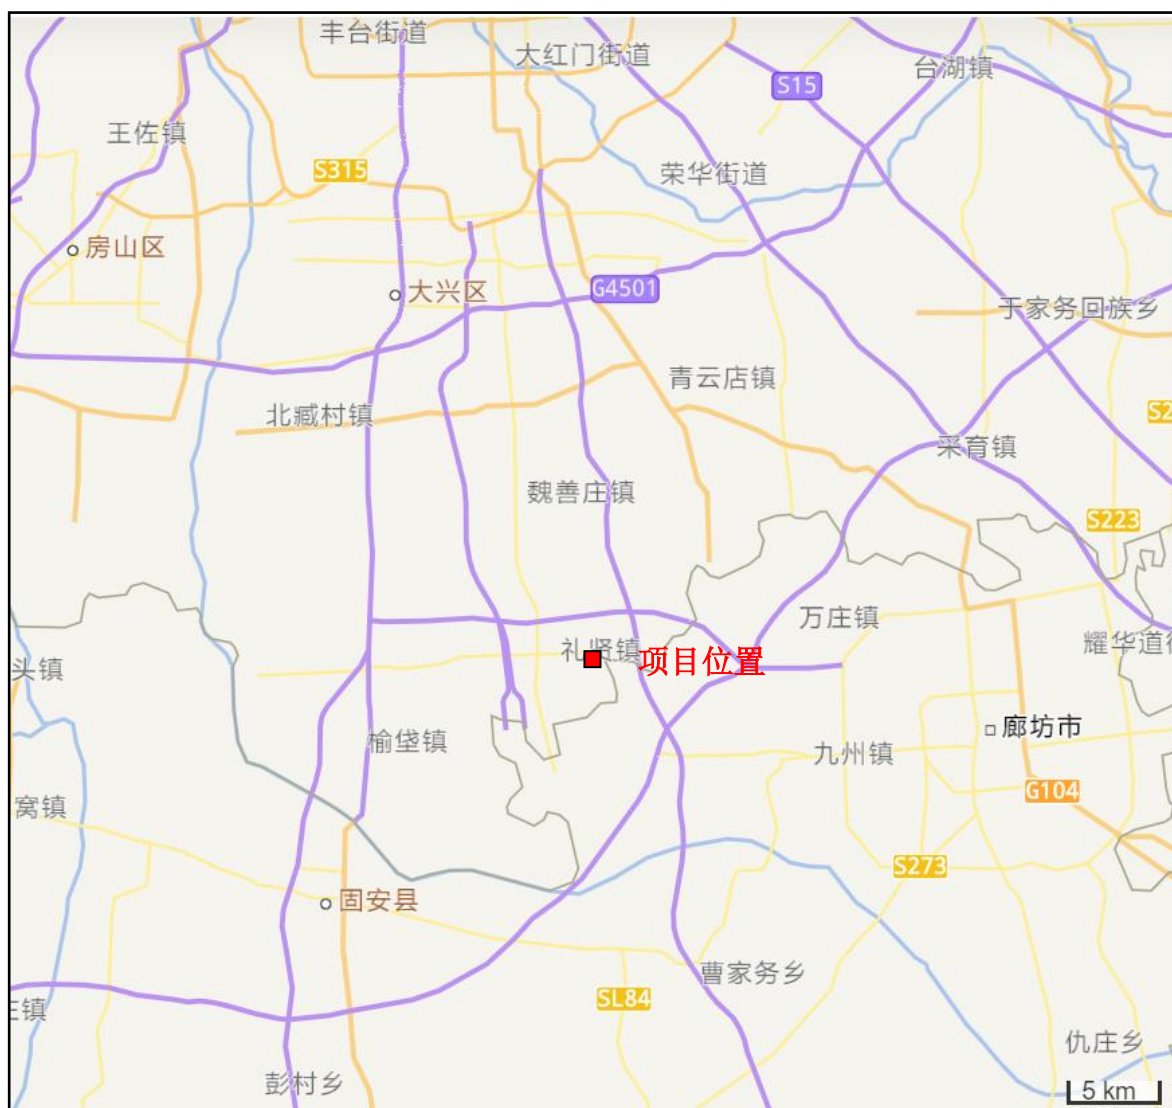 丰台街道
大红门街道
台湖镇
S15
王佐镇
S315
荣华街道
房山区
大兴区
G4501
于家务回族乡
青云店镇
北臧村镇
S2
采育镇
魏善庄镇
S223
万庄镇
礼贤镇
项目位置
耀华道街
头镇
榆垡镇
廊坊市
九州镇
窝镇
G104
S273
固安县
曹家务乡
SL84
庄镇
仇庄乡
彭村乡
5 km